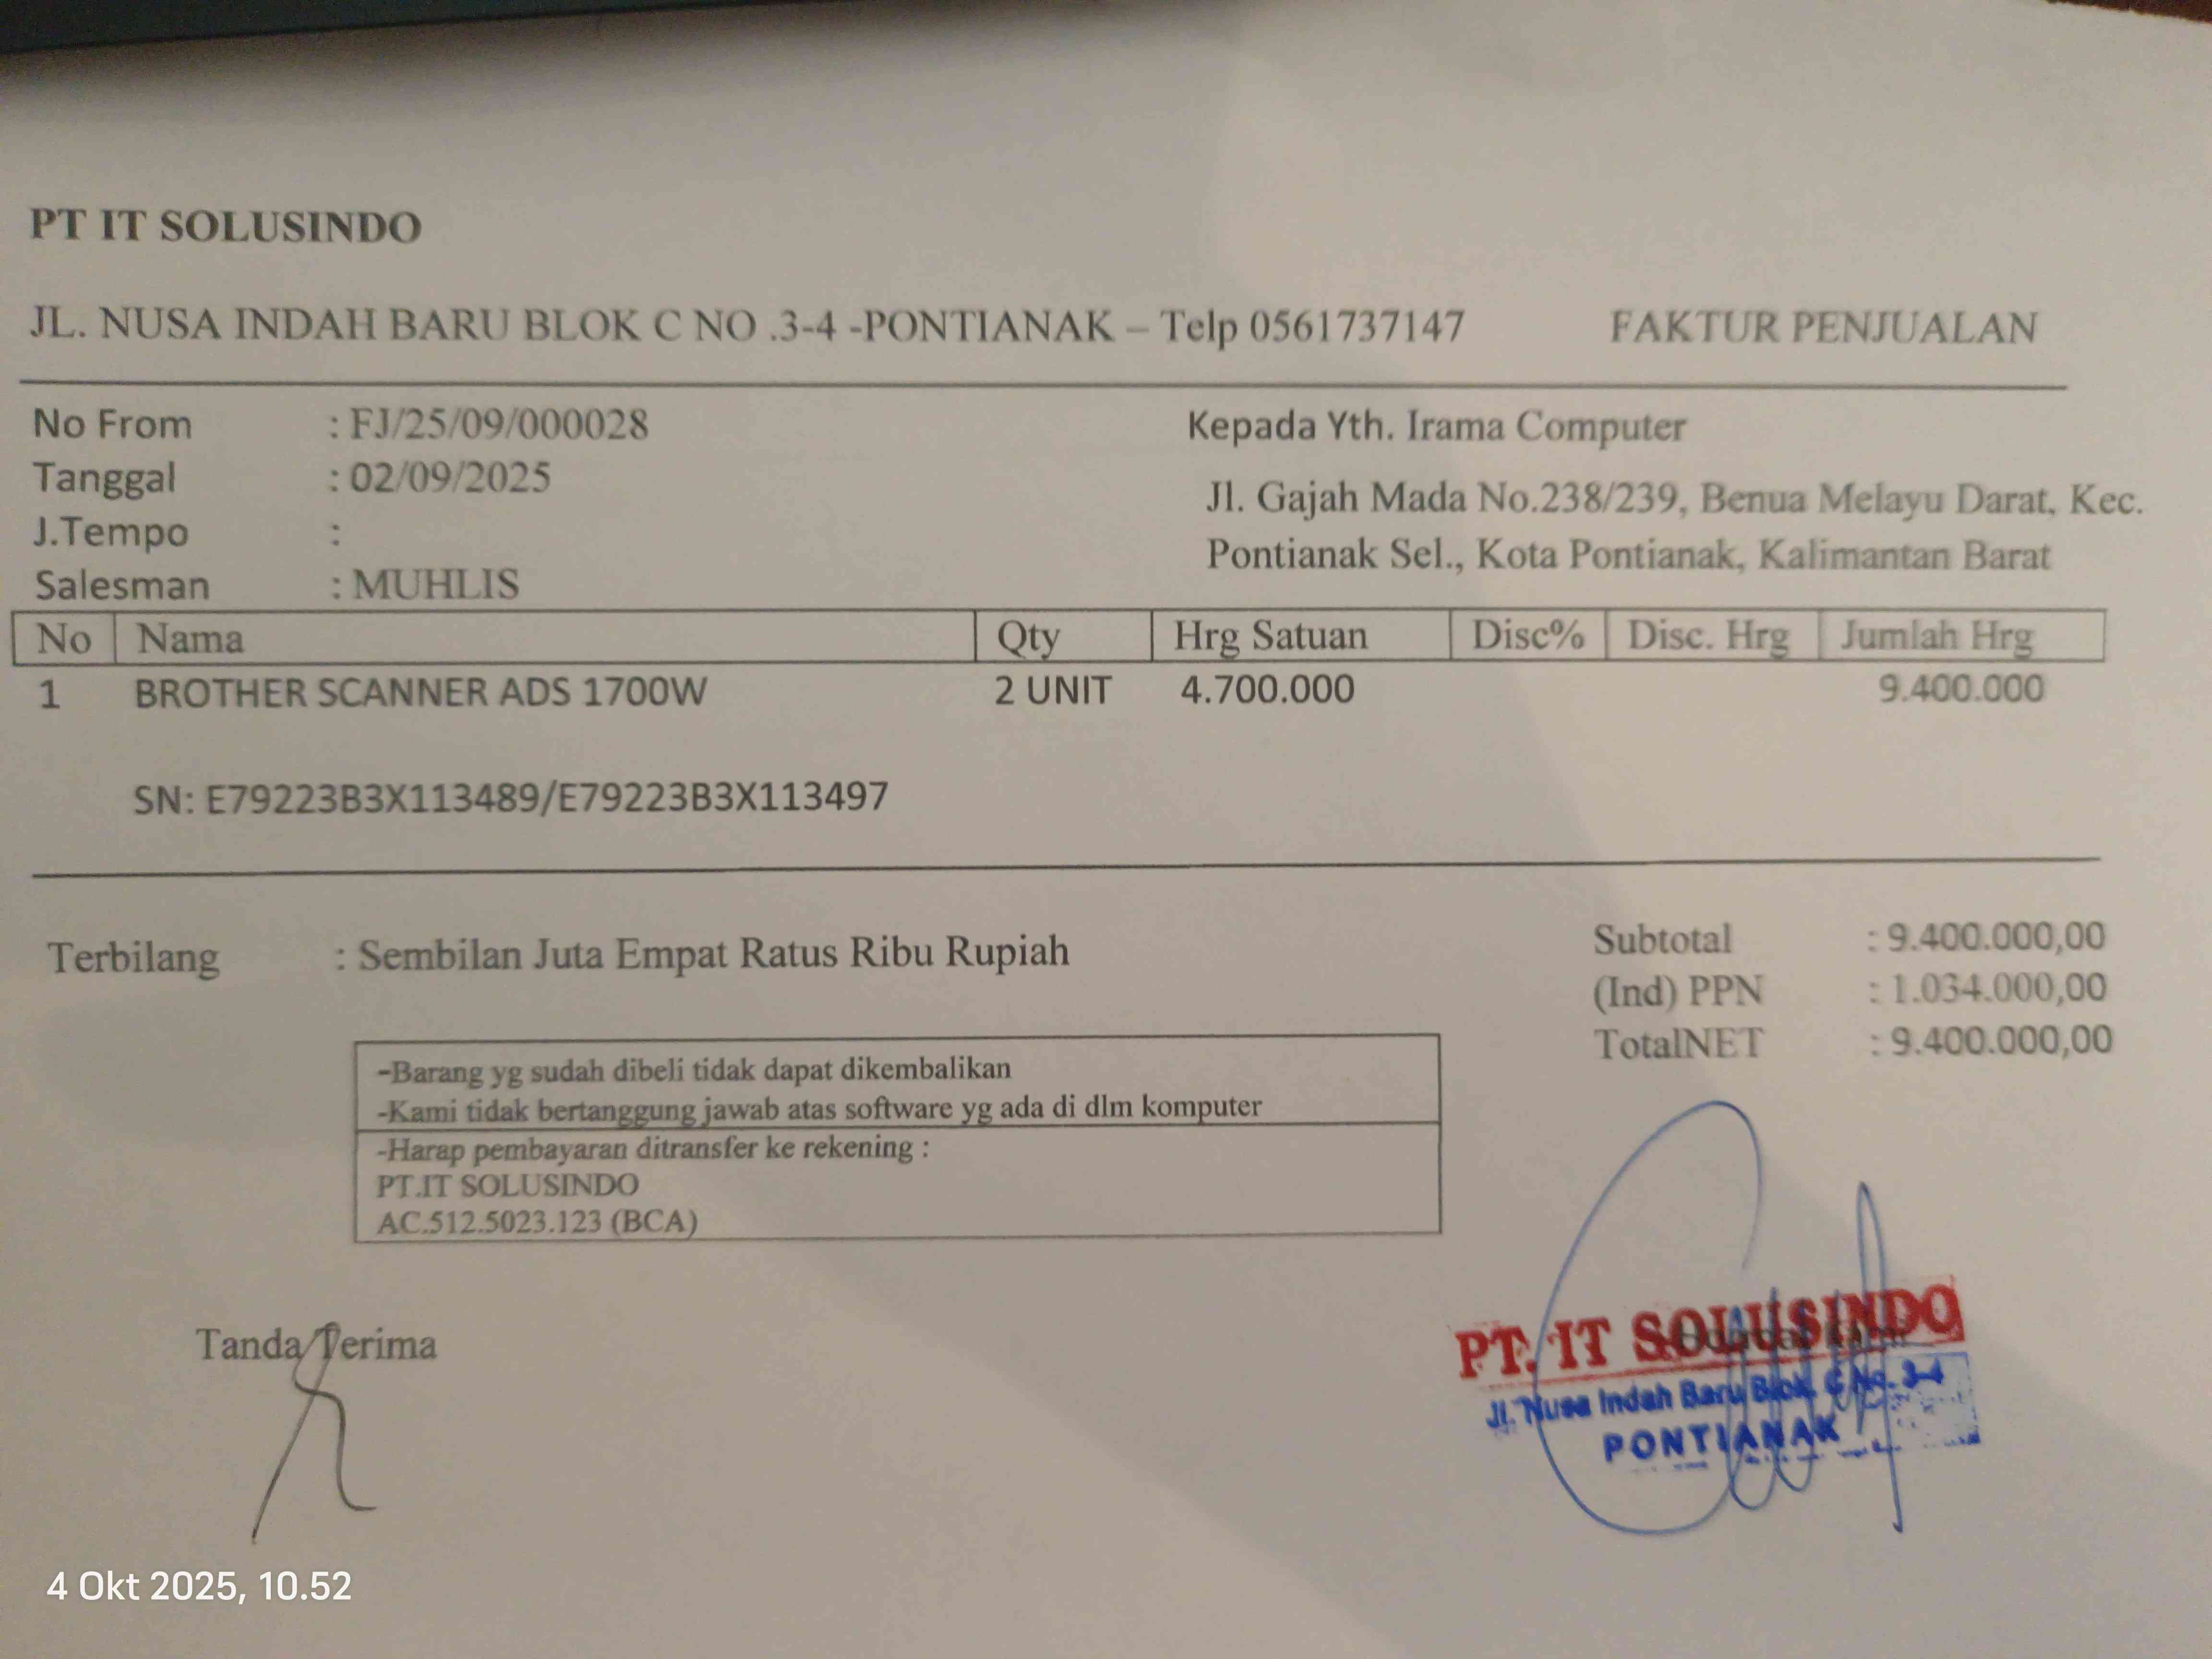 PT IT SOLUSINDO
JL. NUSA INDAH BARU BLOK C NO .3-4 -PONTIANAK – Telp 0561737147 FAKTUR PENJUALAN
No From : FJ/25/09/000028
Kepada Yth. Irama Computer
Tanggal : 02/09/2025
Jl. Gajah Mada No.238/239, Benua Melayu Darat, Kec.
J.Tempo :
Pontianak Sel., Kota Pontianak, Kalimantan Barat
Salesman : MUHLIS
No Nama Qty Hrg Satuan Disc% Disc. Hrg Jumlah Hrg
1 BROTHER SCANNER ADS 1700W 2 UNIT 4.700.000 9.400.000
SN: E79223B3X113489/E79223B3X113497
Terbilang : Sembilan Juta Empat Ratus Ribu Rupiah
Subtotal : 9.400.000,00
(Ind) PPN : 1.034.000,00
TotalNET : 9.400.000,00
-Barang yg sudah dibeli tidak dapat dikembalikan
-Kami tidak bertanggung jawab atas software yg ada di dlm komputer
-Harap pembayaran ditransfer ke rekening :
PT.IT SOLUSINDO
AC.512.5023.123 (BCA)
Tanda Terima
PT. IT SOLUSINDO
Jl. Nusa Indah Baru Blok. C No. 3-4
PONTIANAK
4 Okt 2025, 10.52